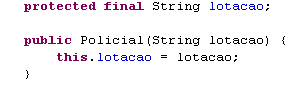 protected final String lotacao;
public Policial(String lotacao) {
this.lotacao = lotacao;
}